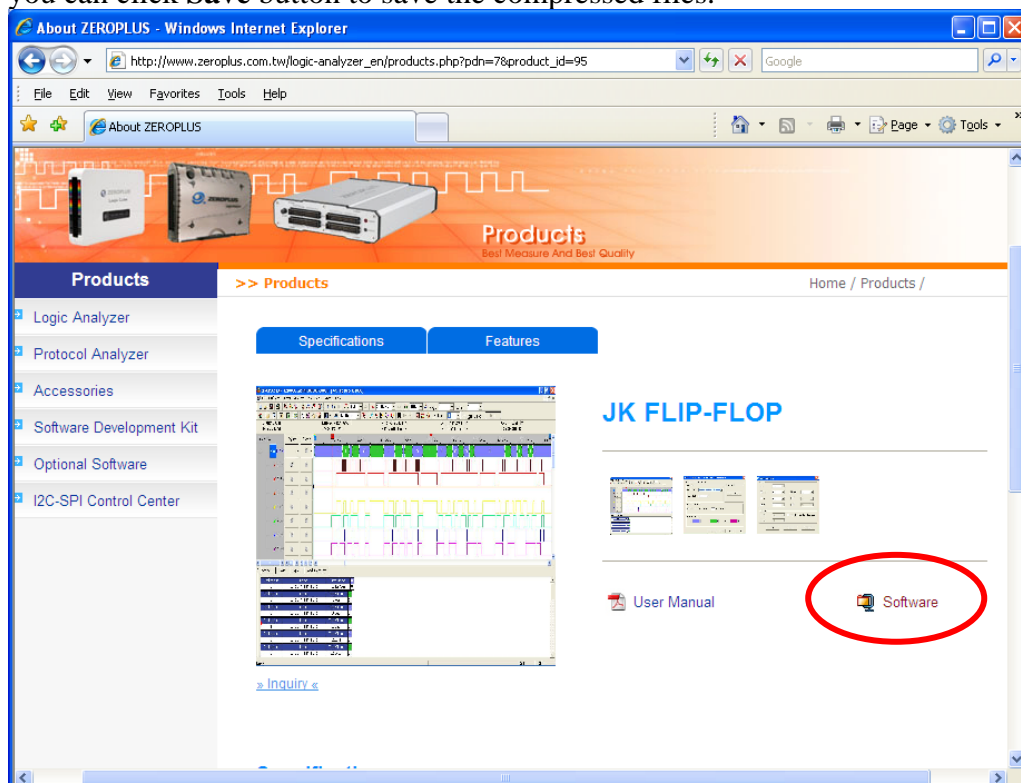 you can click Save button to save the compressed files.
About ZEROPLUS - Windows Internet Explorer
http://www.zeroplus.com.tw/logic-analyzer_en/products.php?pdn=7&product_id=95
Google
File Edit View Favorites Tools Help
About ZEROPLUS
Page Tools
ZEROPLUS
Products
Best Measure And Best Quality
Products
>> Products
Home / Products /
Logic Analyzer
Protocol Analyzer
Accessories
Software Development Kit
Optional Software
I2C-SPI Control Center
Specifications
Features
JK FLIP-FLOP
User Manual
Software
» Inquiry «